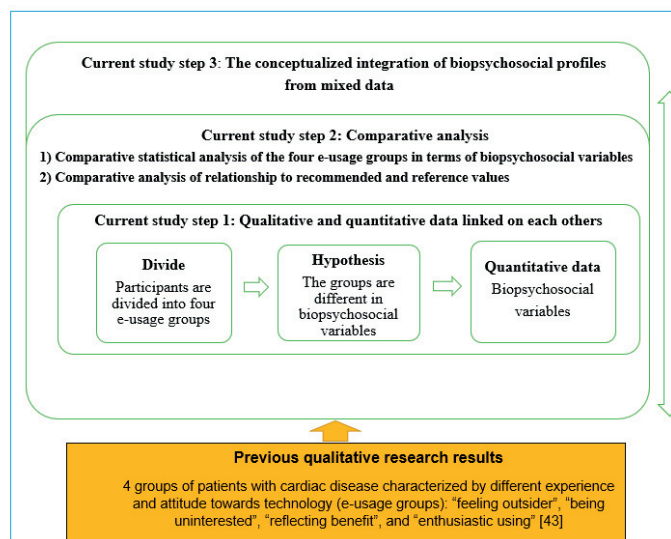 Current study step 3: The conceptualized integration of biopsychosocial profiles
from mixed data
Current study step 2: Comparative analysis
1) Comparative statistical analysis of the four e-usage groups in terms of biopsychosocial variables
2) Comparative analysis of relationship to recommended and reference values
Current study step 1: Qualitative and quantitative data linked on each others
Divide
Participants are
divided into four
e-usage groups
Hypothesis
The groups are
different in
biopsychosocial
variables
Quantitative data
Biopsychosocial
variables
Previous qualitative research results
4 groups of patients with cardiac disease characterized by different experience
and attitude towards technology (e-usage groups): “feeling outsider”, “being
uninterested”, “reflecting benefit”, and “enthusiastic using” [43]